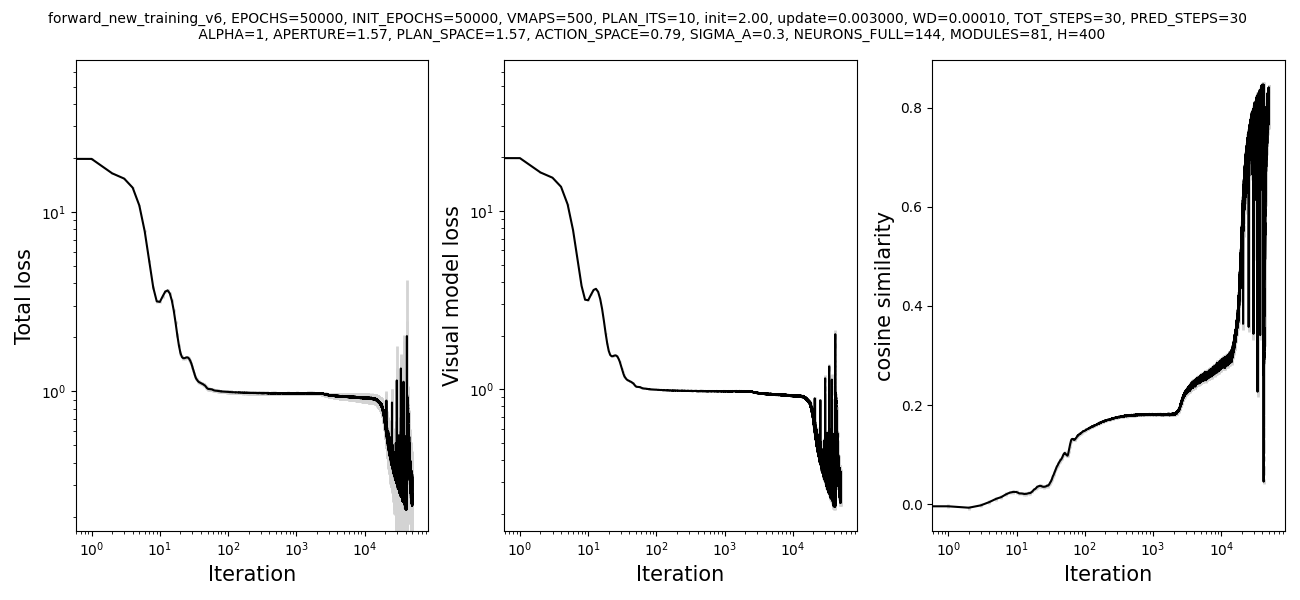 forward_new_training_v6, EPOCHS=50000, INIT_EPOCHS=50000, VMAPS=500, PLAN_ITS=10, init=2.00, update=0.003000, WD=0.00010, TOT_STEPS=30, PRED_STEPS=30
ALPHA=1, APERTURE=1.57, PLAN_SPACE=1.57, ACTION_SPACE=0.79, SIGMA_A=0.3, NEURONS_FULL=144, MODULES=81, H=400
Total loss
10¹
10⁰
10⁰ 10¹ 10² 10³ 10⁴
Iteration
Visual model loss
10¹
10⁰
10⁰ 10¹ 10² 10³ 10⁴
Iteration
cosine similarity
0.8
0.6
0.4
0.2
0.0
10⁰ 10¹ 10² 10³ 10⁴
Iteration